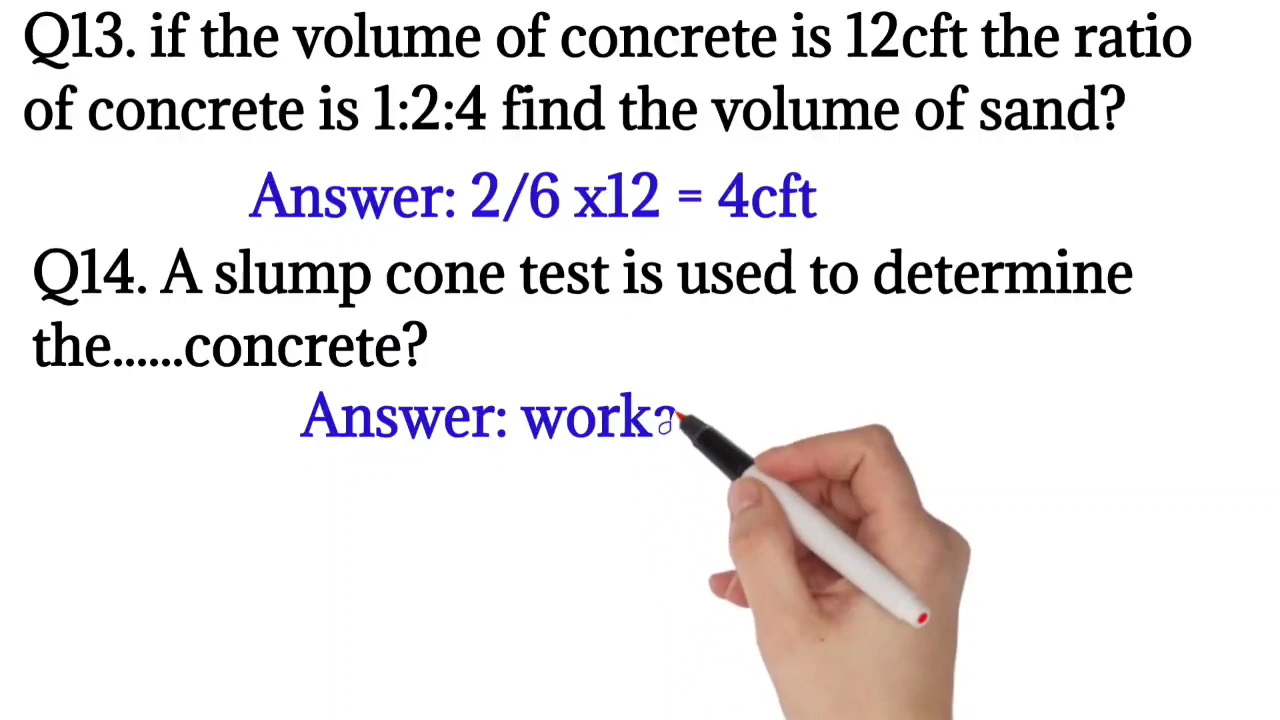 Q13. if the volume of concrete is 12cft the ratio
of concrete is 1:2:4 find the volume of sand?
Answer: 2/6 x12 = 4cft
Q14. A slump cone test is used to determine
the......concrete?
Answer: worka